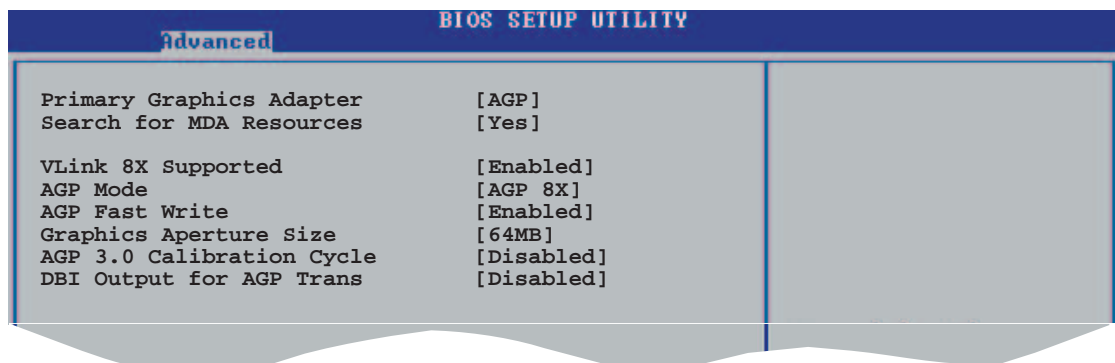 BIOS SETUP UTILITY
Advanced
Primary Graphics Adapter [AGP]
Search for MDA Resources [Yes]
VLink 8X Supported [Enabled]
AGP Mode [AGP 8X]
AGP Fast Write [Enabled]
Graphics Aperture Size [64MB]
AGP 3.0 Calibration Cycle [Disabled]
DBI Output for AGP Trans [Disabled]